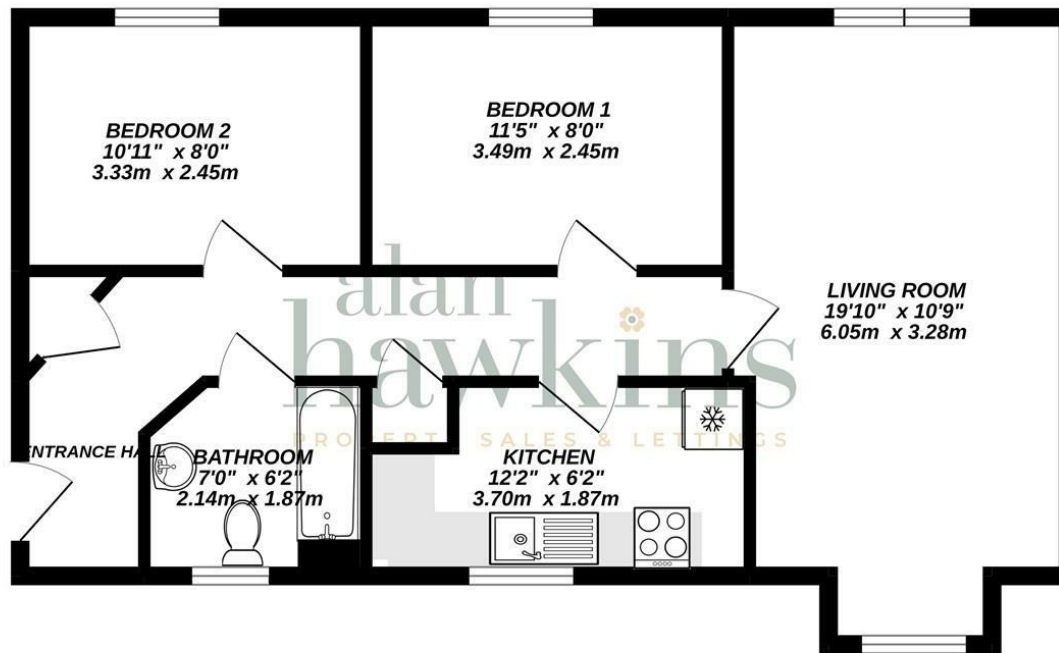 BEDROOM 2
10'11" x 8'0"
3.33m x 2.45m
BEDROOM 1
11'5" x 8'0"
3.49m x 2.45m
LIVING ROOM
19'10" x 10'9"
6.05m x 3.28m
alan
hawkins
PROPERTY SALES & LETTINGS
ENTRANCE HALL
BATHROOM
7'0" x 6'2"
2.14m x 1.87m
KITCHEN
12'2" x 6'2"
3.70m x 1.87m